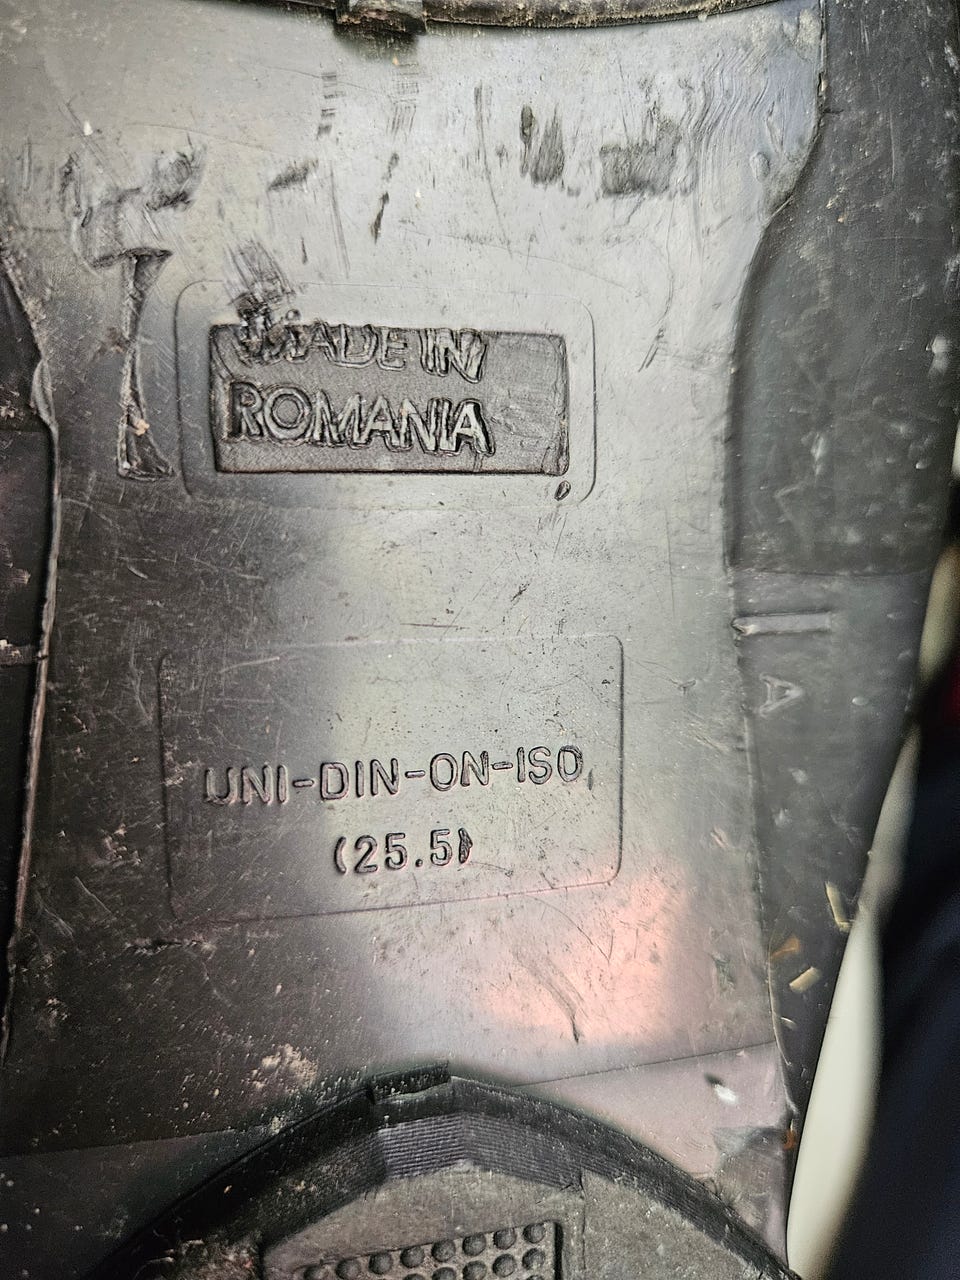 MADE IN
ROMANIA
UNI-DIN-ON-ISO
(25.5)
A